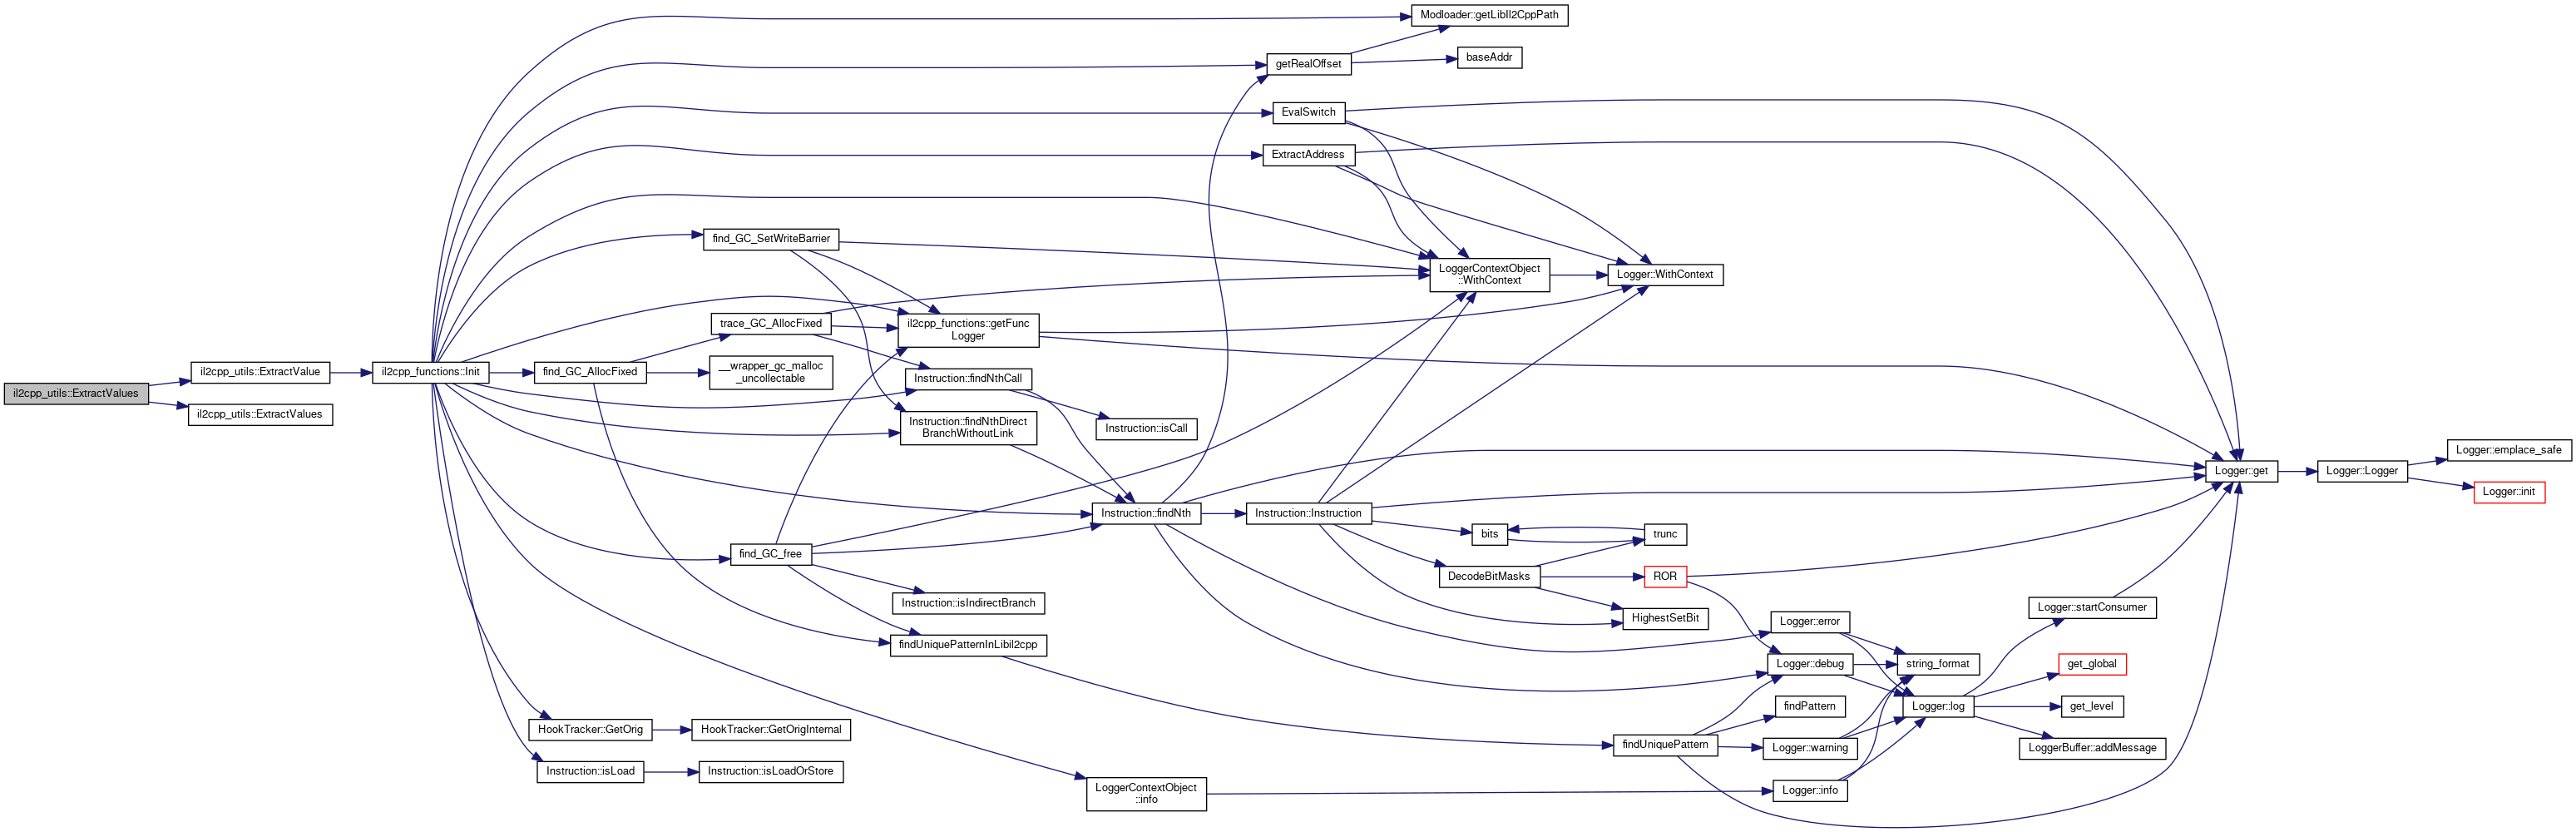 Modloader::getLibIl2CppPath
getRealOffset
baseAddr
EvalSwitch
ExtractAddress
find_GC_SetWriteBarrier
LoggerContextObject
::WithContext
Logger::WithContext
trace_GC_AllocFixed
il2cpp_functions::getFunc
Logger
il2cpp_utils::ExtractValue
il2cpp_functions::Init
find_GC_AllocFixed
__wrapper_gc_malloc
_uncollectable
Instruction::findNthCall
il2cpp_utils::ExtractValues
il2cpp_utils::ExtractValues
Instruction::findNthDirect
BranchWithoutLink
Instruction::isCall
Logger::emplace_safe
Logger::get
Logger::Logger
Logger::init
Instruction::findNth
Instruction::Instruction
bits
trunc
find_GC_free
DecodeBitMasks
ROR
Instruction::isIndirectBranch
HighestSetBit
Logger::startConsumer
Logger::error
findUniquePatternInLibil2cpp
Logger::debug
string_format
get_global
findPattern
Logger::log
get_level
HookTracker::GetOrig
HookTracker::GetOrigInternal
findUniquePattern
Logger::warning
LoggerBuffer::addMessage
Instruction::isLoad
Instruction::isLoadOrStore
LoggerContextObject
::info
Logger::info